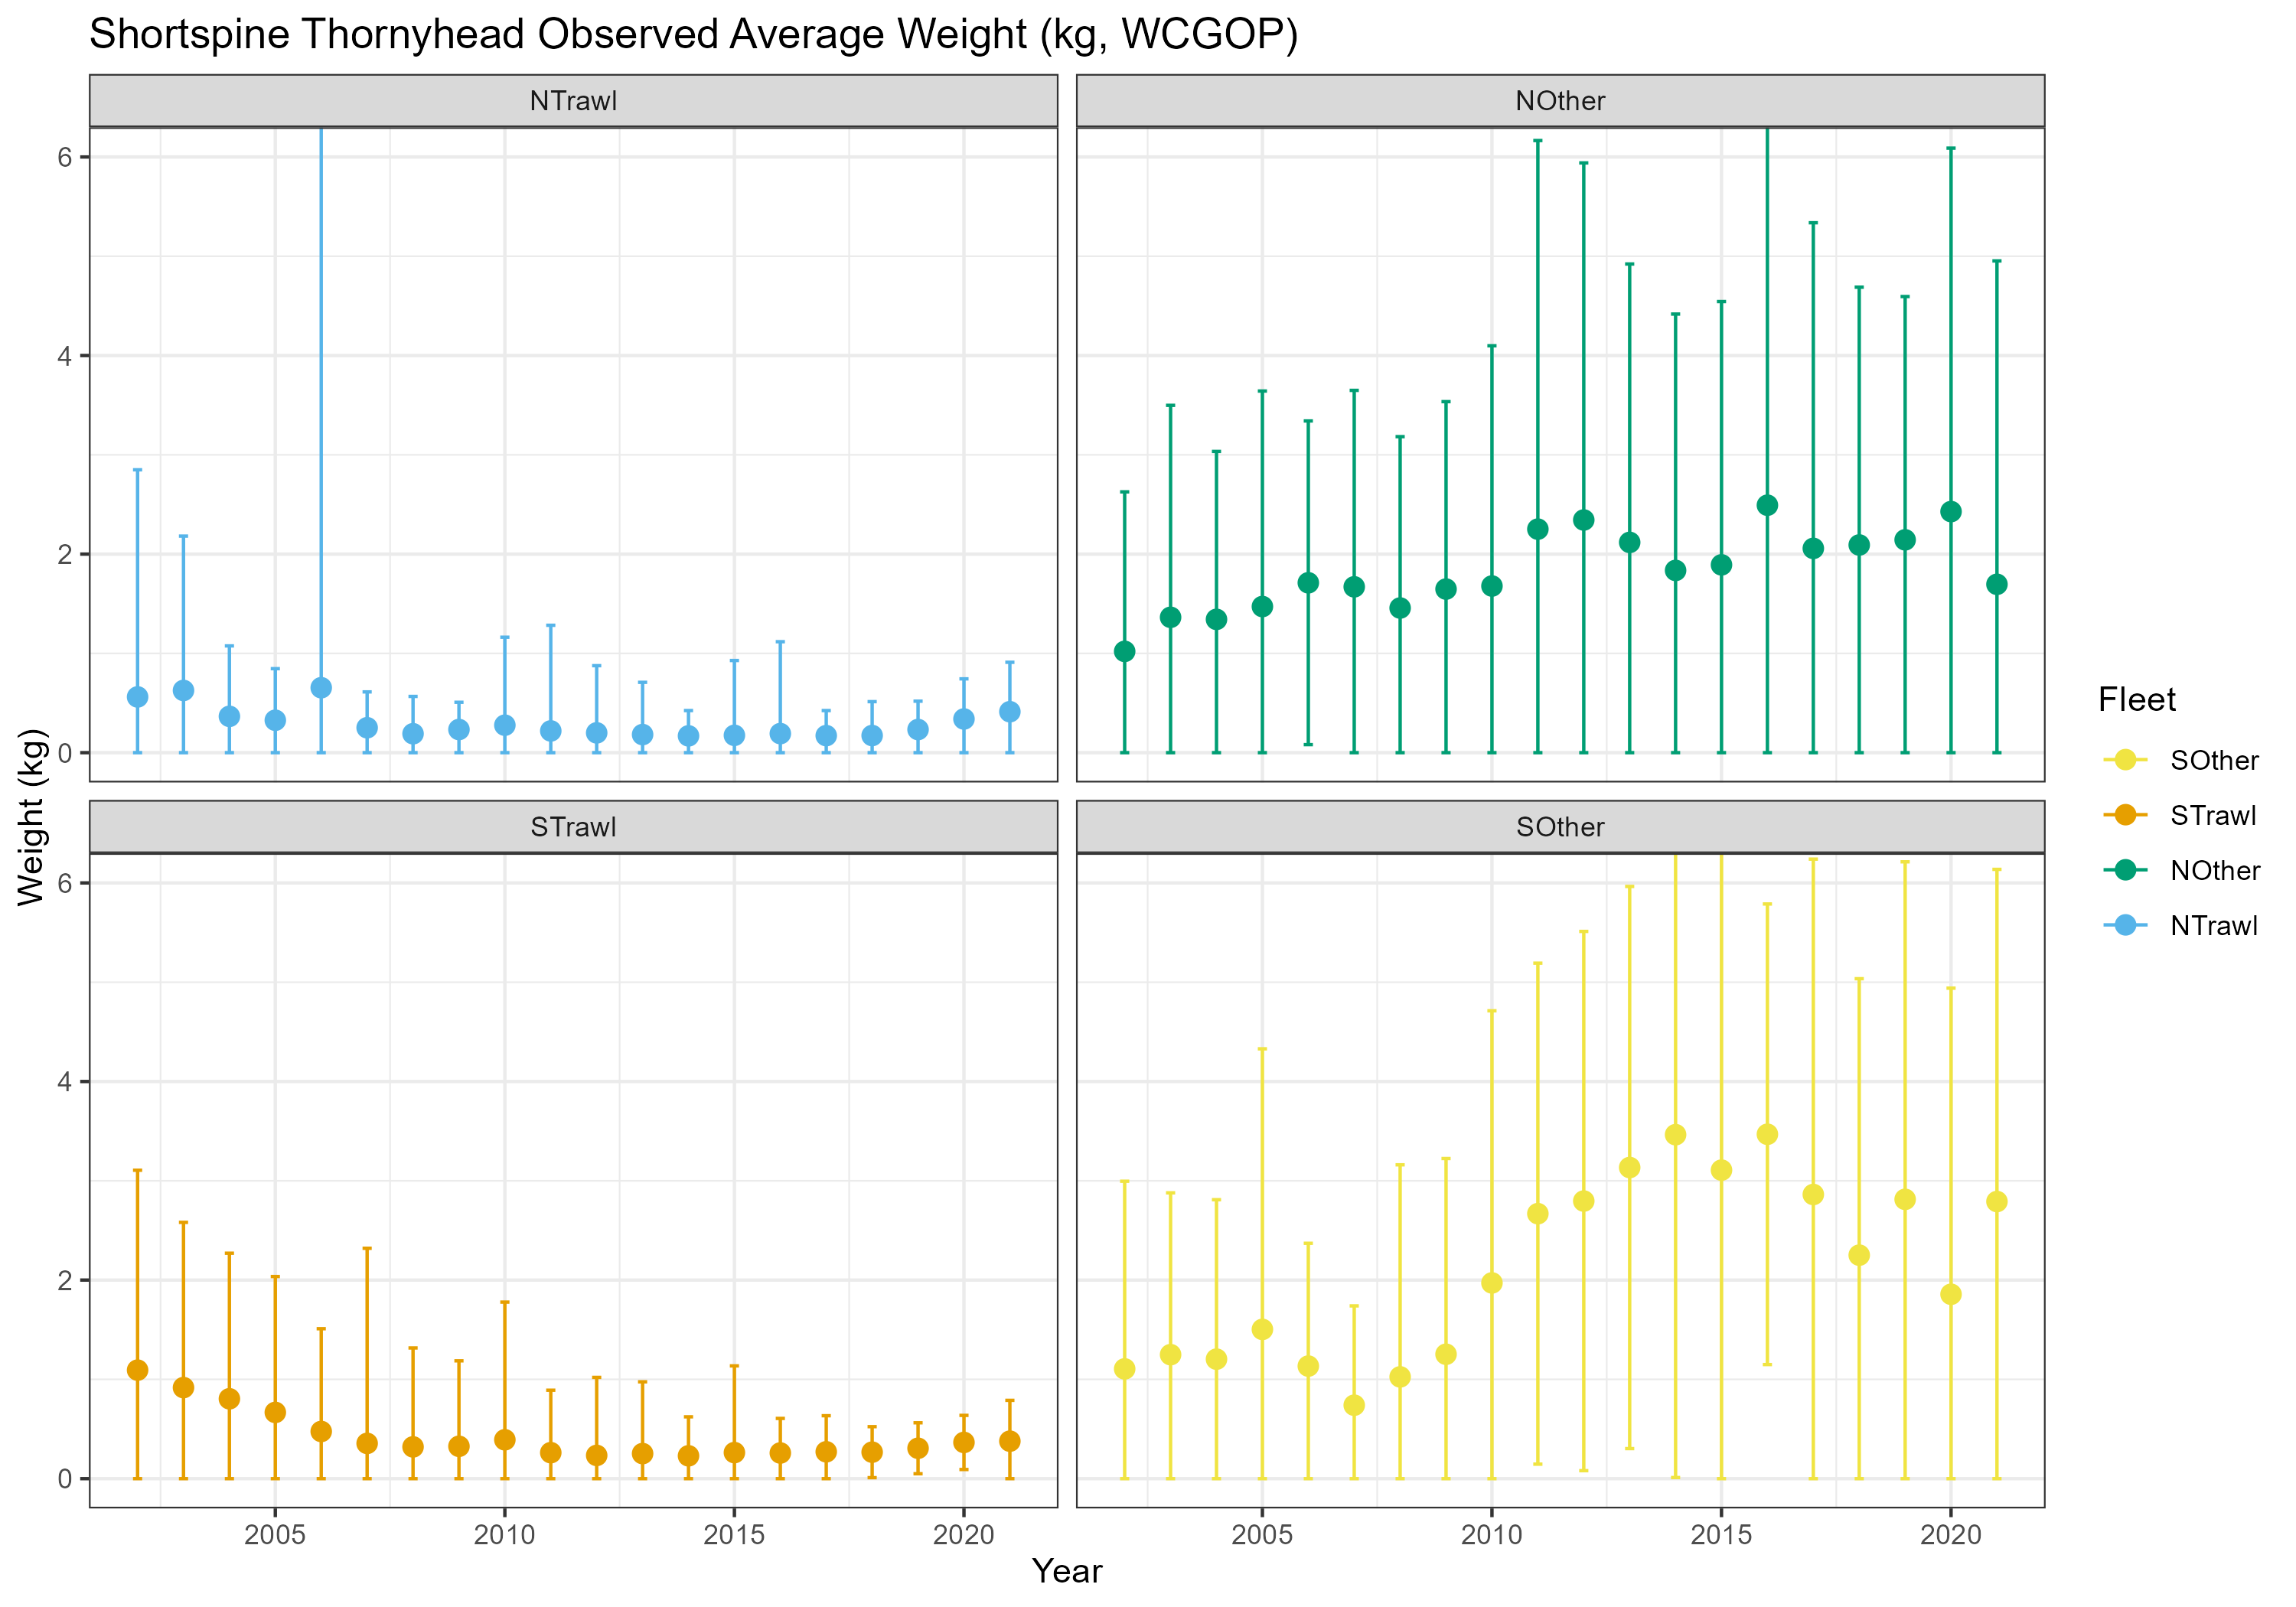 Shortspine Thornyhead Observed Average Weight (kg, WCGOP)
NTrawl
NOther
6
4
2
0
STrawl
SOther
6
4
2
0
Weight (kg)
2005
2010
2015
2020
2005
2010
2015
2020
Year
Fleet
SOther
STrawl
NOther
NTrawl